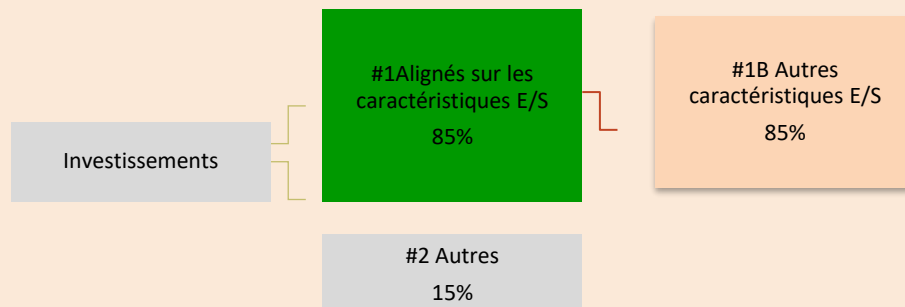 #1Alignés sur les
caractéristiques E/S
85%
#1B Autres
caractéristiques E/S
85%
Investissements
#2 Autres
15%